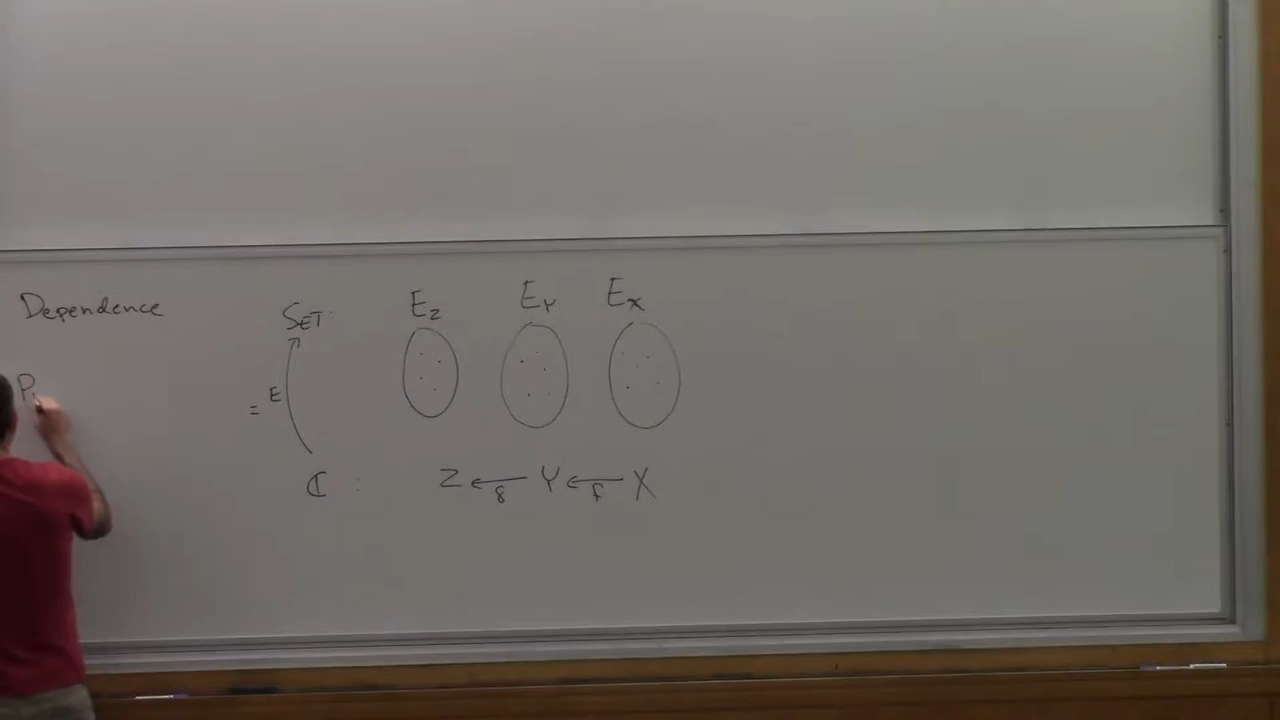 Dependence
SET: E_Z E_Y E_X
P
= E
ℂ : Z ←g Y ←f X